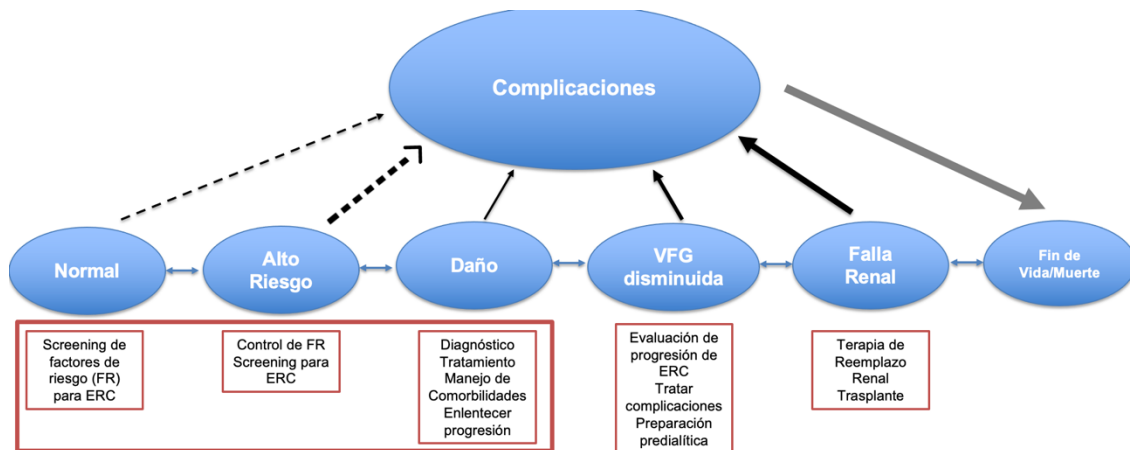 Complicaciones
Normal
Alto
Riesgo
Daño
VFG
disminuida
Falla
Renal
Fin de
Vida/Muerte
Screening de
factores de
riesgo (FR)
para ERC
Control de FR
Screening para
ERC
Diagnóstico
Tratamiento
Manejo de
Comorbilidades
Enlentecer
progresión
Evaluación de
progresión de
ERC
Tratar
complicaciones
Preparación
predialítica
Terapia de
Reemplazo
Renal
Trasplante